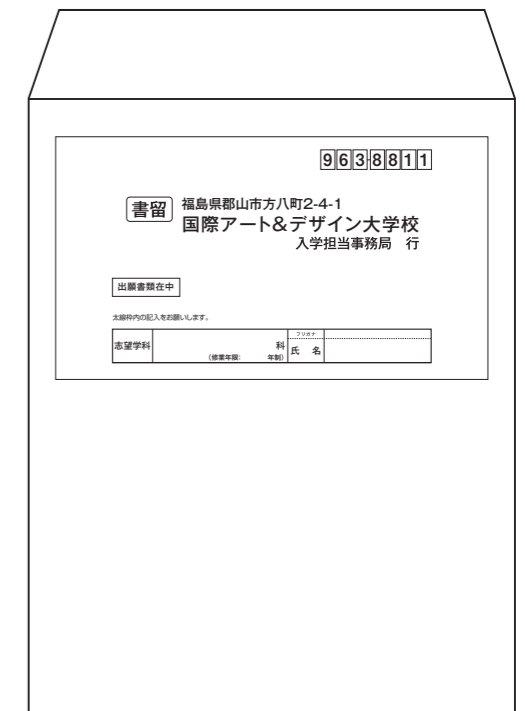 963-8811
書留
福島県郡山市方八町2-4-1
国際アート&デザイン大学校
入学担当事務局 行
出願書類在中
太線枠内の記入をお願いします。
志望学科 科
(修業年限: 年制)
フリガナ
氏 名